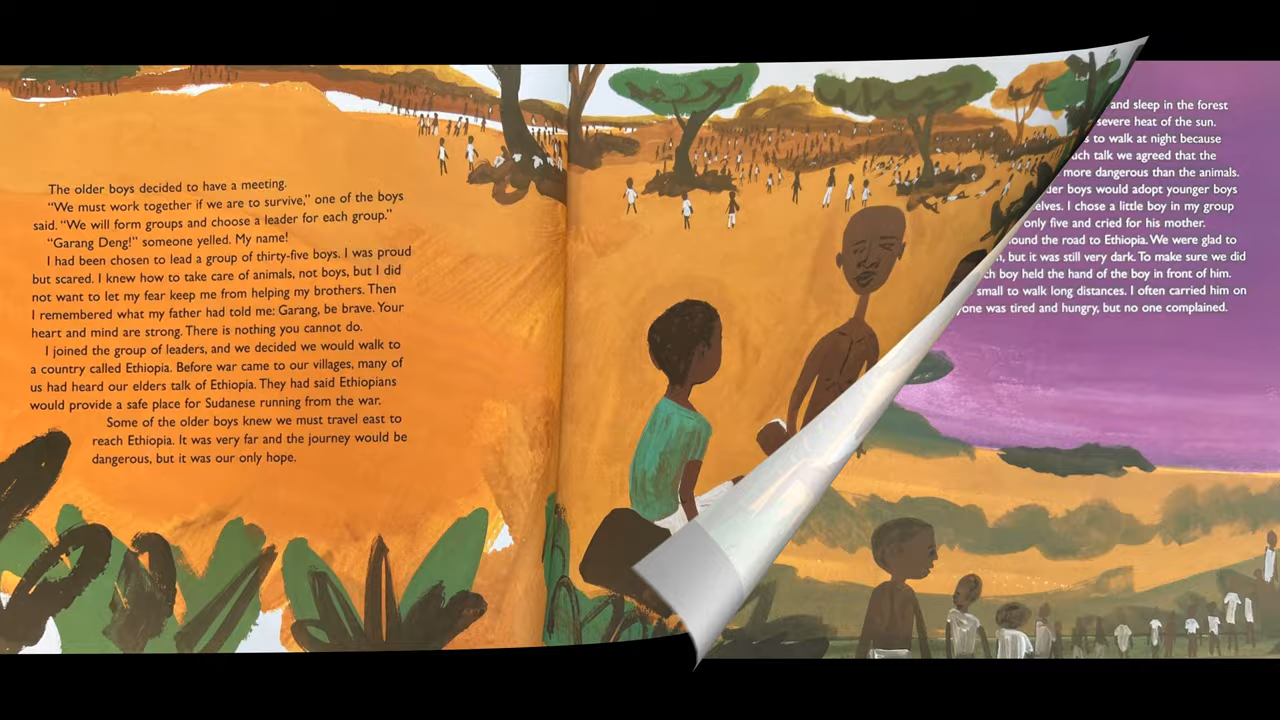 The older boys decided to have a meeting.
“We must work together if we are to survive,” one of the boys
said. “We will form groups and choose a leader for each group.”
“Garang Deng!” someone yelled. My name!
I had been chosen to lead a group of thirty-five boys. I was proud
but scared. I knew how to take care of animals, not boys, but I did
not want to let my fear keep me from helping my brothers. Then
I remembered what my father had told me: Garang, be brave. Your
heart and mind are strong. There is nothing you cannot do.
I joined the group of leaders, and we decided we would walk to
a country called Ethiopia. Before war came to our villages, many of
us had heard our elders talk of Ethiopia. They had said Ethiopians
would provide a safe place for Sudanese running from the war.
Some of the older boys knew we must travel east to
reach Ethiopia. It was very far and the journey would be
dangerous, but it was our only hope.
and sleep in the forest
severe heat of the sun.
to walk at night because
talk we agreed that the
more dangerous than the animals.
boys would adopt younger boys
I chose a little boy in my group
only five and cried for his mother.
the road to Ethiopia. We were glad to
but it was still very dark. To make sure we did
boy held the hand of the boy in front of him.
small to walk long distances. I often carried him on
was tired and hungry, but no one complained.